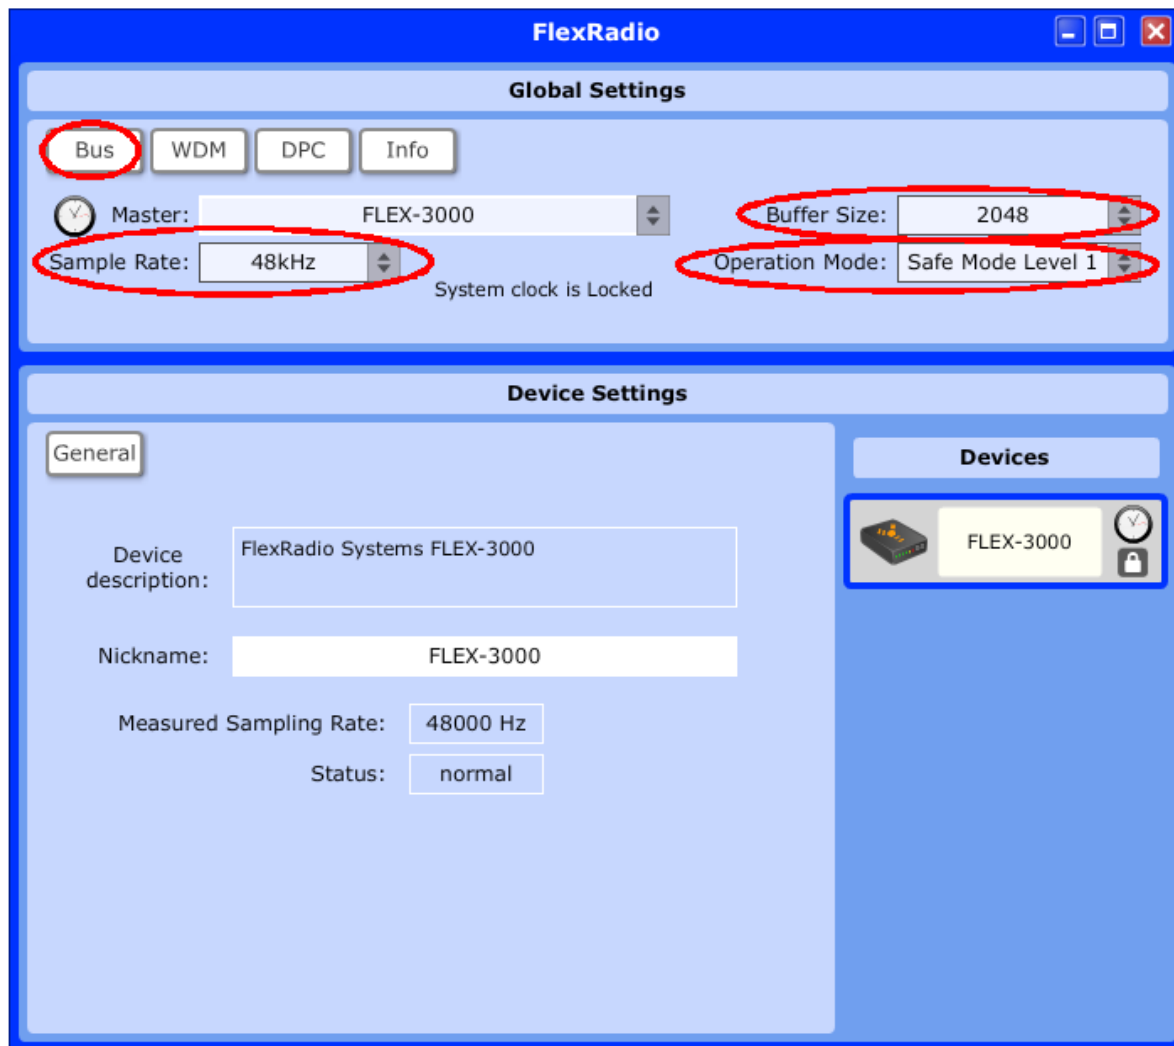 FlexRadio
Global Settings
Bus WDM DPC Info
Master: FLEX-3000 Buffer Size: 2048
Sample Rate: 48kHz Operation Mode: Safe Mode Level 1
System clock is Locked
Device Settings
General
Devices
FLEX-3000
Device description: FlexRadio Systems FLEX-3000
Nickname: FLEX-3000
Measured Sampling Rate: 48000 Hz
Status: normal